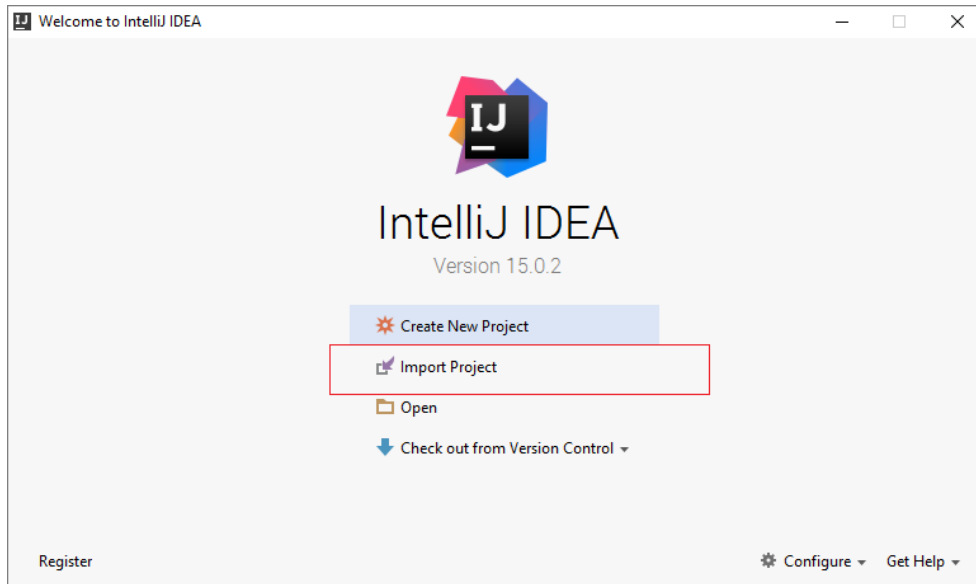 Welcome to IntelliJ IDEA
IJ
IntelliJ IDEA
Version 15.0.2
Create New Project
Import Project
Open
Check out from Version Control
Register
Configure
Get Help